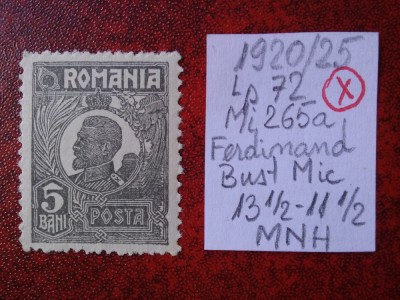 ROMANIA
5
BANI
POSTA
1920/25
Lp 72
X
Mi 265a
Ferdinand
Bust Mic
13 1/2 - 11 1/2
MNH